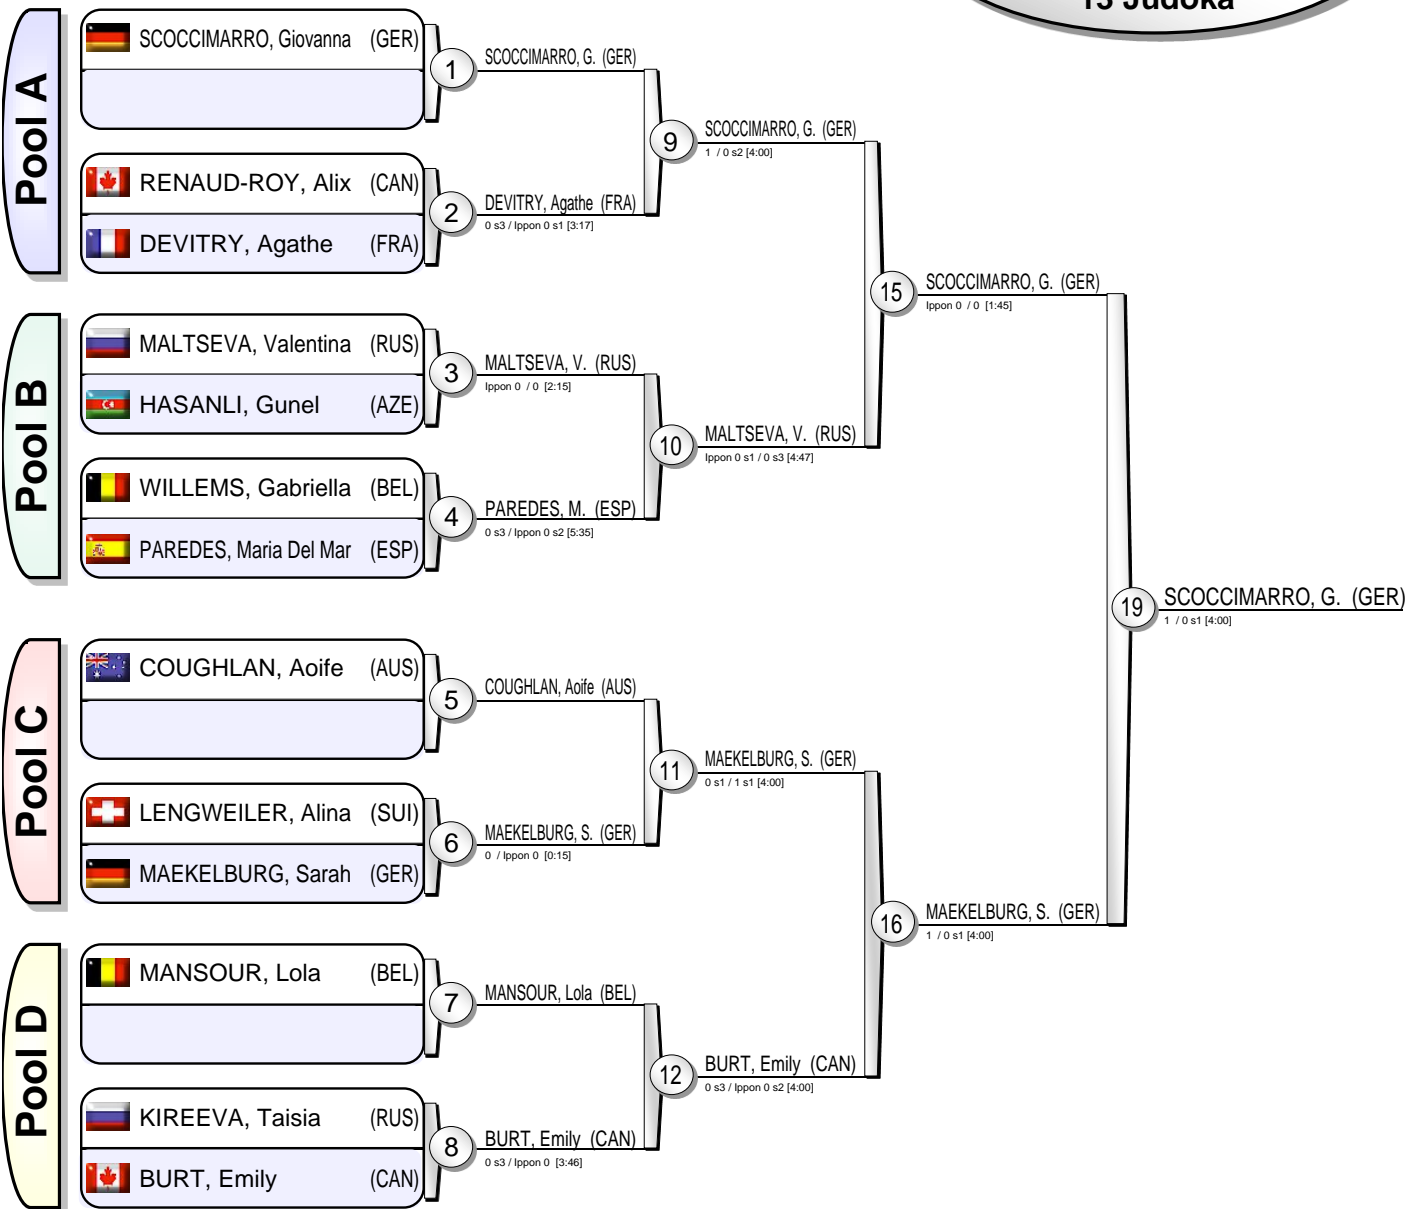 13 Judoka
Pool A
SCOCCIMARRO, Giovanna (GER)
RENAUD-ROY, Alix (CAN)
DEVITRY, Agathe (FRA)
1
SCOCCIMARRO, G. (GER)
2
DEVITRY, Agathe (FRA)
0 s3 / Ippon 0 s1 [3:17]
9
SCOCCIMARRO, G. (GER)
1 / 0 s2 [4:00]
Pool B
MALTSEVA, Valentina (RUS)
HASANLI, Gunel (AZE)
WILLEMS, Gabriella (BEL)
PAREDES, Maria Del Mar (ESP)
3
MALTSEVA, V. (RUS)
Ippon 0 / 0 [2:15]
4
PAREDES, M. (ESP)
0 s3 / Ippon 0 s2 [5:35]
10
MALTSEVA, V. (RUS)
Ippon 0 s1 / 0 s3 [4:47]
15
SCOCCIMARRO, G. (GER)
Ippon 0 / 0 [1:45]
Pool C
COUGHLAN, Aoife (AUS)
LENGWEILER, Alina (SUI)
MAEKELBURG, Sarah (GER)
5
COUGHLAN, Aoife (AUS)
6
MAEKELBURG, S. (GER)
0 / Ippon 0 [0:15]
11
MAEKELBURG, S. (GER)
0 s1 / 1 s1 [4:00]
Pool D
MANSOUR, Lola (BEL)
KIREEVA, Taisia (RUS)
BURT, Emily (CAN)
7
MANSOUR, Lola (BEL)
8
BURT, Emily (CAN)
0 s3 / Ippon 0 [3:46]
12
BURT, Emily (CAN)
0 s3 / Ippon 0 s2 [4:00]
16
MAEKELBURG, S. (GER)
1 / 0 s1 [4:00]
19
SCOCCIMARRO, G. (GER)
1 / 0 s1 [4:00]